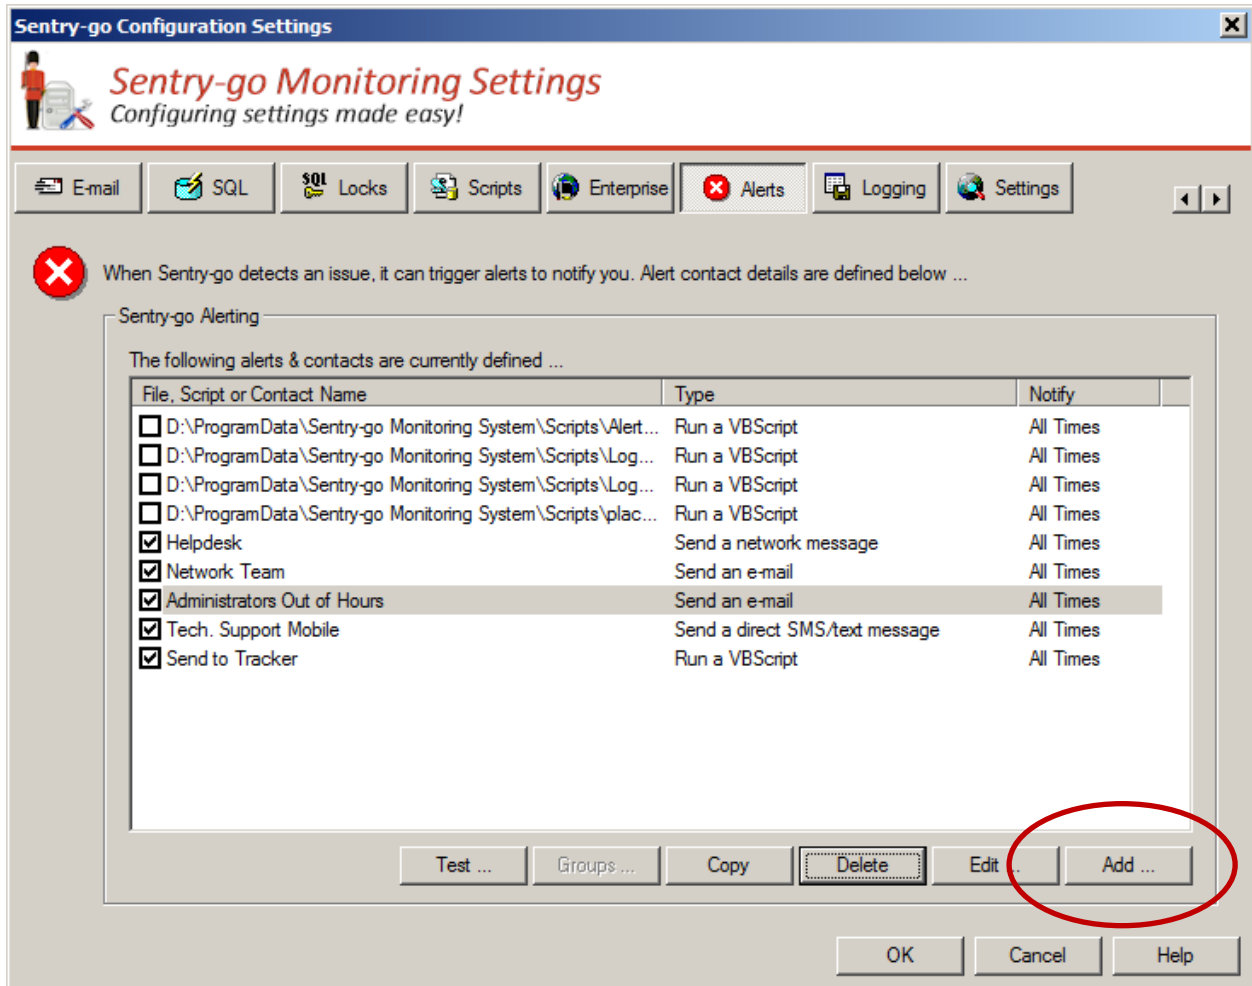 Sentry-go Configuration Settings
Sentry-go Monitoring Settings
Configuring settings made easy!
E-mail SQL SQL Locks Scripts Enterprise Alerts Logging Settings
When Sentry-go detects an issue, it can trigger alerts to notify you. Alert contact details are defined below ...
Sentry-go Alerting
The following alerts & contacts are currently defined ...
File, Script or Contact Name Type Notify
D:\ProgramData\Sentry-go Monitoring System\Scripts\Alert... Run a VBScript All Times
D:\ProgramData\Sentry-go Monitoring System\Scripts\Log... Run a VBScript All Times
D:\ProgramData\Sentry-go Monitoring System\Scripts\Log... Run a VBScript All Times
D:\ProgramData\Sentry-go Monitoring System\Scripts\plac... Run a VBScript All Times
Helpdesk Send a network message All Times
Network Team Send an e-mail All Times
Administrators Out of Hours Send an e-mail All Times
Tech. Support Mobile Send a direct SMS/text message All Times
Send to Tracker Run a VBScript All Times
Test ... Groups ... Copy Delete Edit ... Add ...
OK Cancel Help